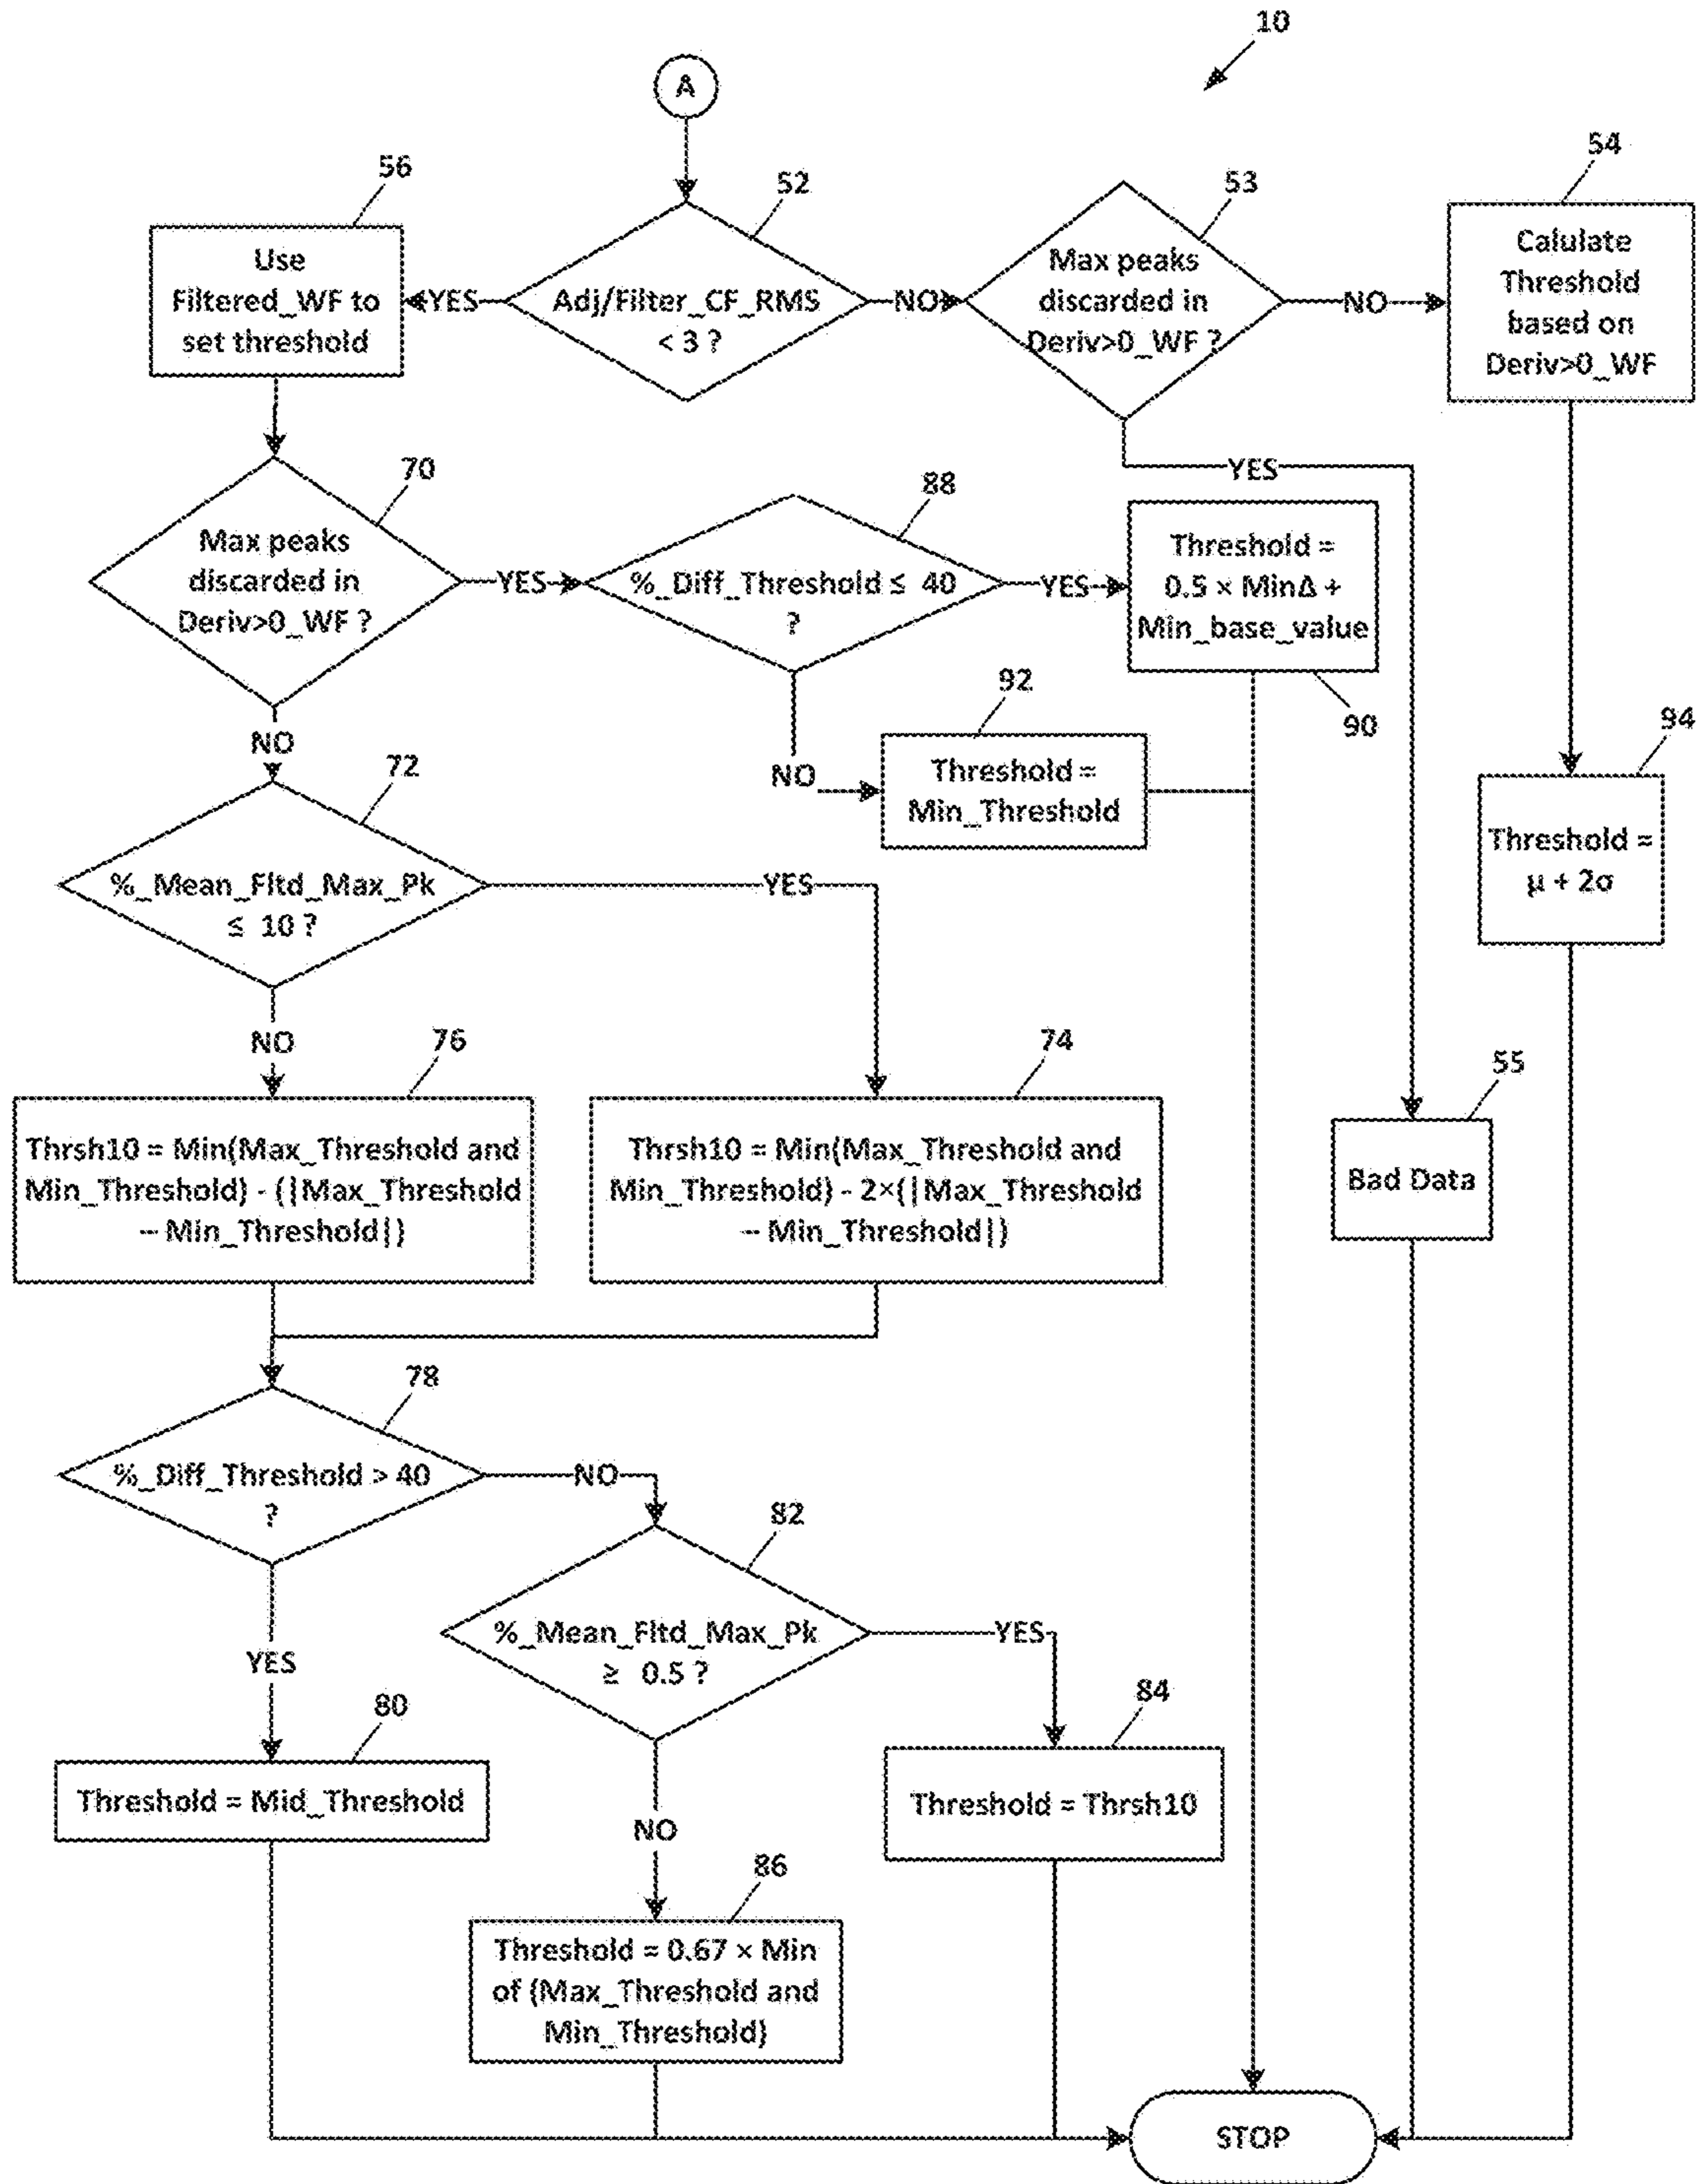 10
A
56
52
53
54
Use
Filtered_WF to
set threshold
YES
Adj/Filter_CF_RMS
< 3 ?
NO
Max peaks
discarded in
Deriv>0_WF ?
NO
Calulate
Threshold
based on
Deriv>0_WF
YES
70
88
Max peaks
discarded in
Deriv>0_WF ?
YES
%_Diff_Threshold ≤ 40
?
YES
Threshold =
0.5 × MinΔ +
Min_base_value
90
NO
92
NO
Threshold =
Min_Threshold
94
Threshold =
μ + 2σ
72
%_Mean_Fltd_Max_Pk
≤ 10 ?
YES
NO
76
74
55
Thrsh10 = Min(Max_Threshold and
Min_Threshold) - (|Max_Threshold
– Min_Threshold|)
Thrsh10 = Min(Max_Threshold and
Min_Threshold) - 2×(|Max_Threshold
– Min_Threshold|)
Bad Data
78
%_Diff_Threshold > 40
?
NO
82
YES
%_Mean_Fltd_Max_Pk
≥ 0.5 ?
YES
80
84
Threshold = Mid_Threshold
NO
Threshold = Thrsh10
86
Threshold = 0.67 × Min
of (Max_Threshold and
Min_Threshold)
STOP